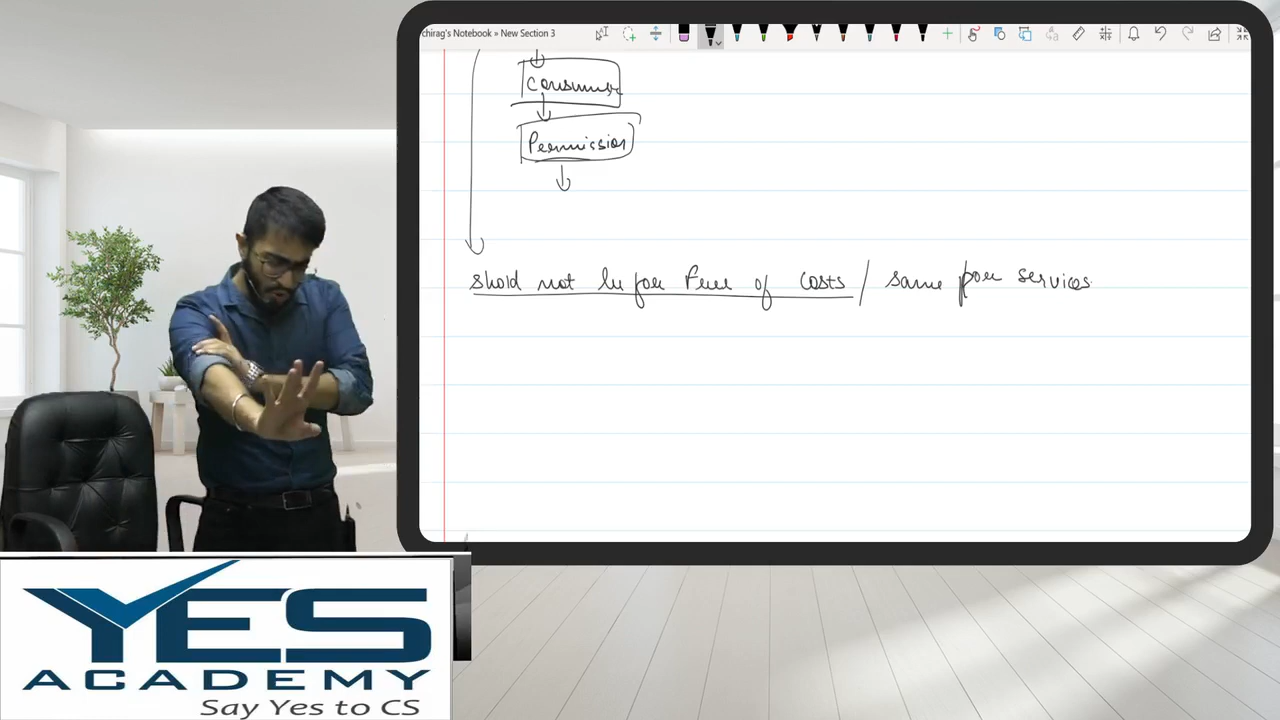 chirag's Notebook » New Section 3
Consumer
Permission
shold not be for Free of costs / same for services
YES
ACADEMY
Say Yes to CS